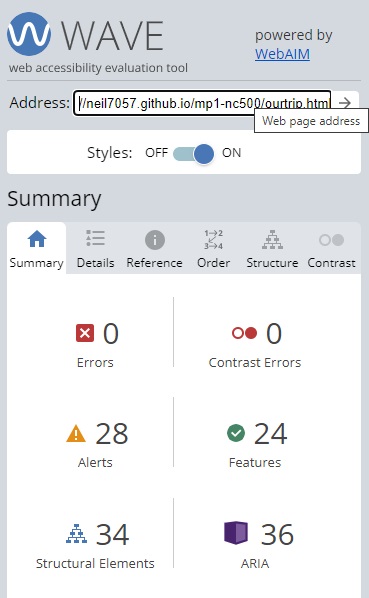 WAVE
web accessibility evaluation tool
powered by
WebAIM
Address: //neil7057.github.io/mp1-nc500/ourtrip.html
Web page address
Styles: OFF ON
Summary
Summary Details Reference Order Structure Contrast
0 0
Errors Contrast Errors
28 24
Alerts Features
34 36
Structural Elements ARIA